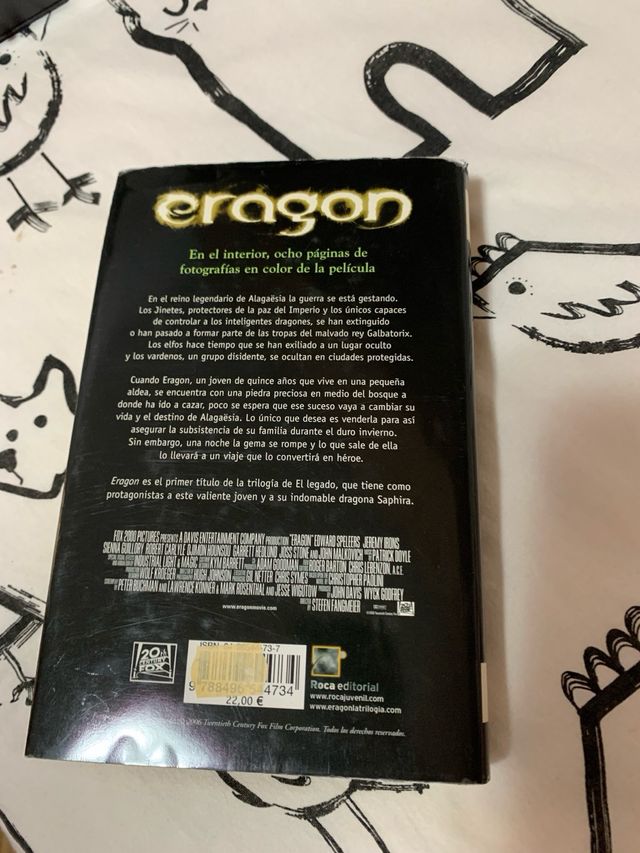 eragon
En el interior, ocho páginas de
fotografías en color de la película
En el reino legendario de Alagaësia la guerra se está gestando.
Los Jinetes, protectores de la paz del Imperio y los únicos capaces
de controlar a los inteligentes dragones, se han extinguido
o han pasado a formar parte de las tropas del malvado rey Galbatorix.
Los elfos hace tiempo que se han exiliado a un lugar oculto
y los vardenos, un grupo disidente, se ocultan en ciudades protegidas.
Cuando Eragon, un joven de quince años que vive en una pequeña
aldea, se encuentra con una piedra preciosa en medio del bosque a
donde ha ido a cazar, poco se espera que ese suceso vaya a cambiar su
vida y el destino de Alagaësia. Lo único que desea es venderla para así
asegurar la subsistencia de su familia durante el duro invierno.
Sin embargo, una noche la gema se rompe y lo que sale de ella
lo llevará a un viaje que lo convertirá en héroe.
Eragon es el primer título de la trilogía de El legado, que tiene como
protagonistas a este valiente joven y a su indomable dragona Saphira.
FOX 2000 PICTURES PRESENTS A DAVIS ENTERTAINMENT COMPANY PRODUCTION "ERAGON" EDWARD SPELEERS JEREMY IRONS
SIENNA GUILLORY ROBERT CARLYLE DJIMON HOUNSOU GARRETT HEDLUND JOSS STONE AND JOHN MALKOVICH PATRICK DOYLE
INDUSTRIAL LIGHT & MAGIC KYM BARRETT ADAM GOODMAN ROGER BARTON CHRIS LEBENZON, A.C.E.
WOLF KROEGER HUGH JOHNSON GIL NETTER CHRIS SYMES CHRISTOPHER PAOLINI
PETER BUCHMAN AND LAWRENCE KONNER & MARK ROSENTHAL AND JESSE WIGUTOW JOHN DAVIS WYCK GODFREY
www.eragonmovie.com STEFEN FANGMEIER
20th CENTURY FOX
ISBN 73-7
4734
22,00 €
Roca editorial
www.rocajuvenil.com
www.eragonlatrilogia.com
2006 Twentieth Century Fox Film Corporation. Todos los derechos reservados.